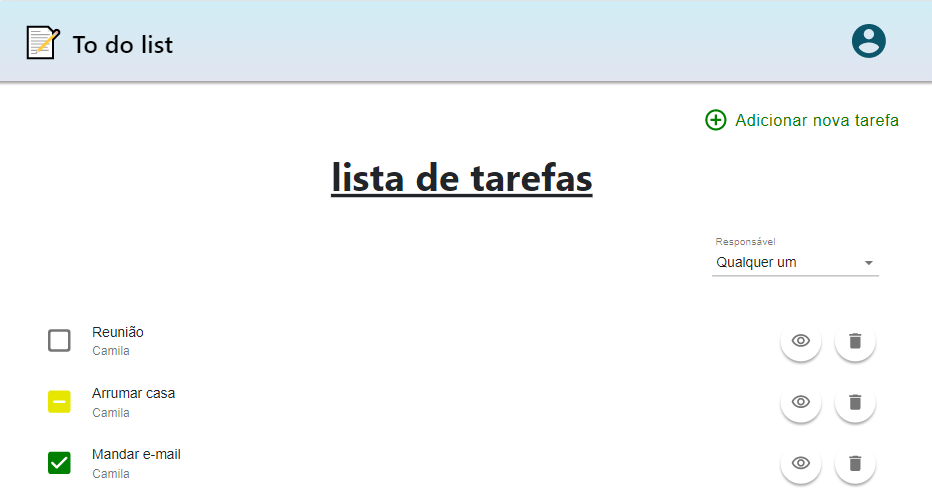 To do list
Adicionar nova tarefa
lista de tarefas
Responsável
Qualquer um
Reunião
Camila
Arrumar casa
Camila
Mandar e-mail
Camila